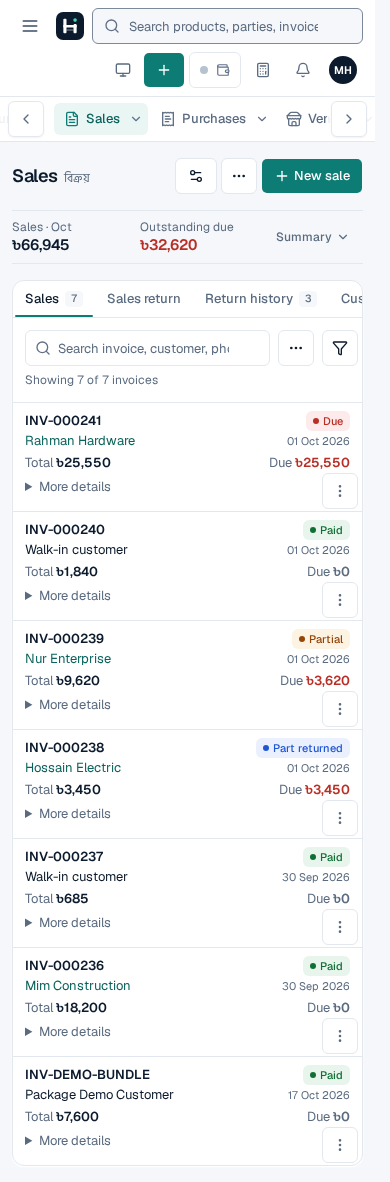 Search products, parties, invoice
MH
Sales
Purchases
Sales বিক্রয়
New sale
Sales · Oct
৳66,945
Outstanding due
৳32,620
Summary
Sales 7
Sales return
Return history 3
Cus
Search invoice, customer, pho
Showing 7 of 7 invoices
INV-000241
Due
Rahman Hardware
01 Oct 2026
Total ৳25,550
Due ৳25,550
More details
INV-000240
Paid
Walk-in customer
01 Oct 2026
Total ৳1,840
Due ৳0
More details
INV-000239
Partial
Nur Enterprise
01 Oct 2026
Total ৳9,620
Due ৳3,620
More details
INV-000238
Part returned
Hossain Electric
01 Oct 2026
Total ৳3,450
Due ৳3,450
More details
INV-000237
Paid
Walk-in customer
30 Sep 2026
Total ৳685
Due ৳0
More details
INV-000236
Paid
Mim Construction
30 Sep 2026
Total ৳18,200
Due ৳0
More details
INV-DEMO-BUNDLE
Paid
Package Demo Customer
17 Oct 2026
Total ৳7,600
Due ৳0
More details